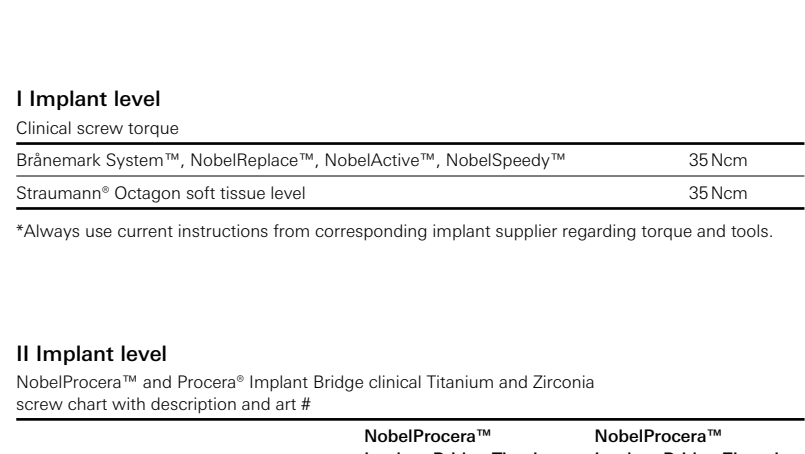 I Implant level
Clinical screw torque
Brånemark System™, NobelReplace™, NobelActive™, NobelSpeedy™ 35 Ncm
Straumann® Octagon soft tissue level 35 Ncm
*Always use current instructions from corresponding implant supplier regarding torque and tools.
II Implant level
NobelProcera™ and Procera® Implant Bridge clinical Titanium and Zirconia
screw chart with description and art #
NobelProcera™ NobelProcera™